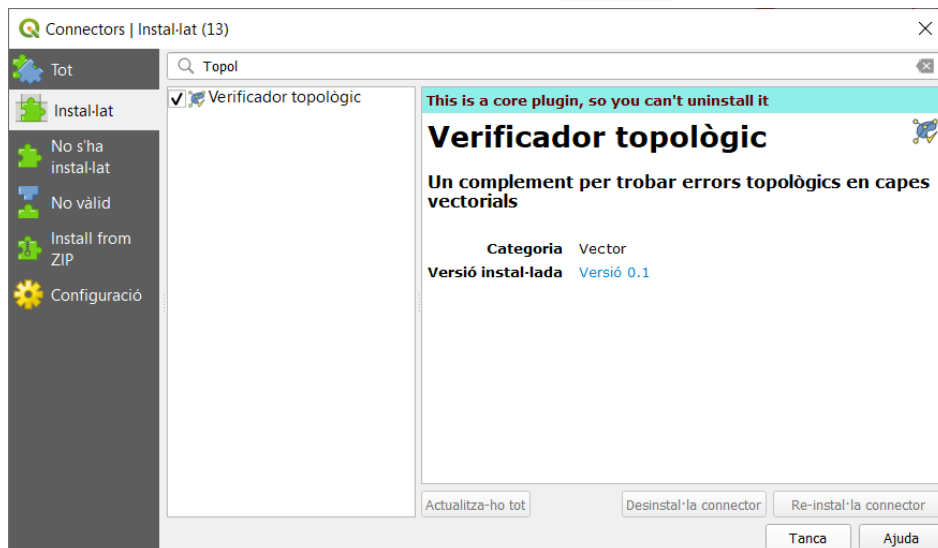 Connectors | Instal·lat (13)
Tot
Instal·lat
No s'ha
instal·lat
No vàlid
Install from
ZIP
Configuració
Topol
Verificador topològic
This is a core plugin, so you can't uninstall it
Verificador topològic
Un complement per trobar errors topològics en capes
vectorials
Categoria Vector
Versió instal·lada Versió 0.1
Actualitza-ho tot
Desinstal·la connector
Re-instal·la connector
Tanca
Ajuda